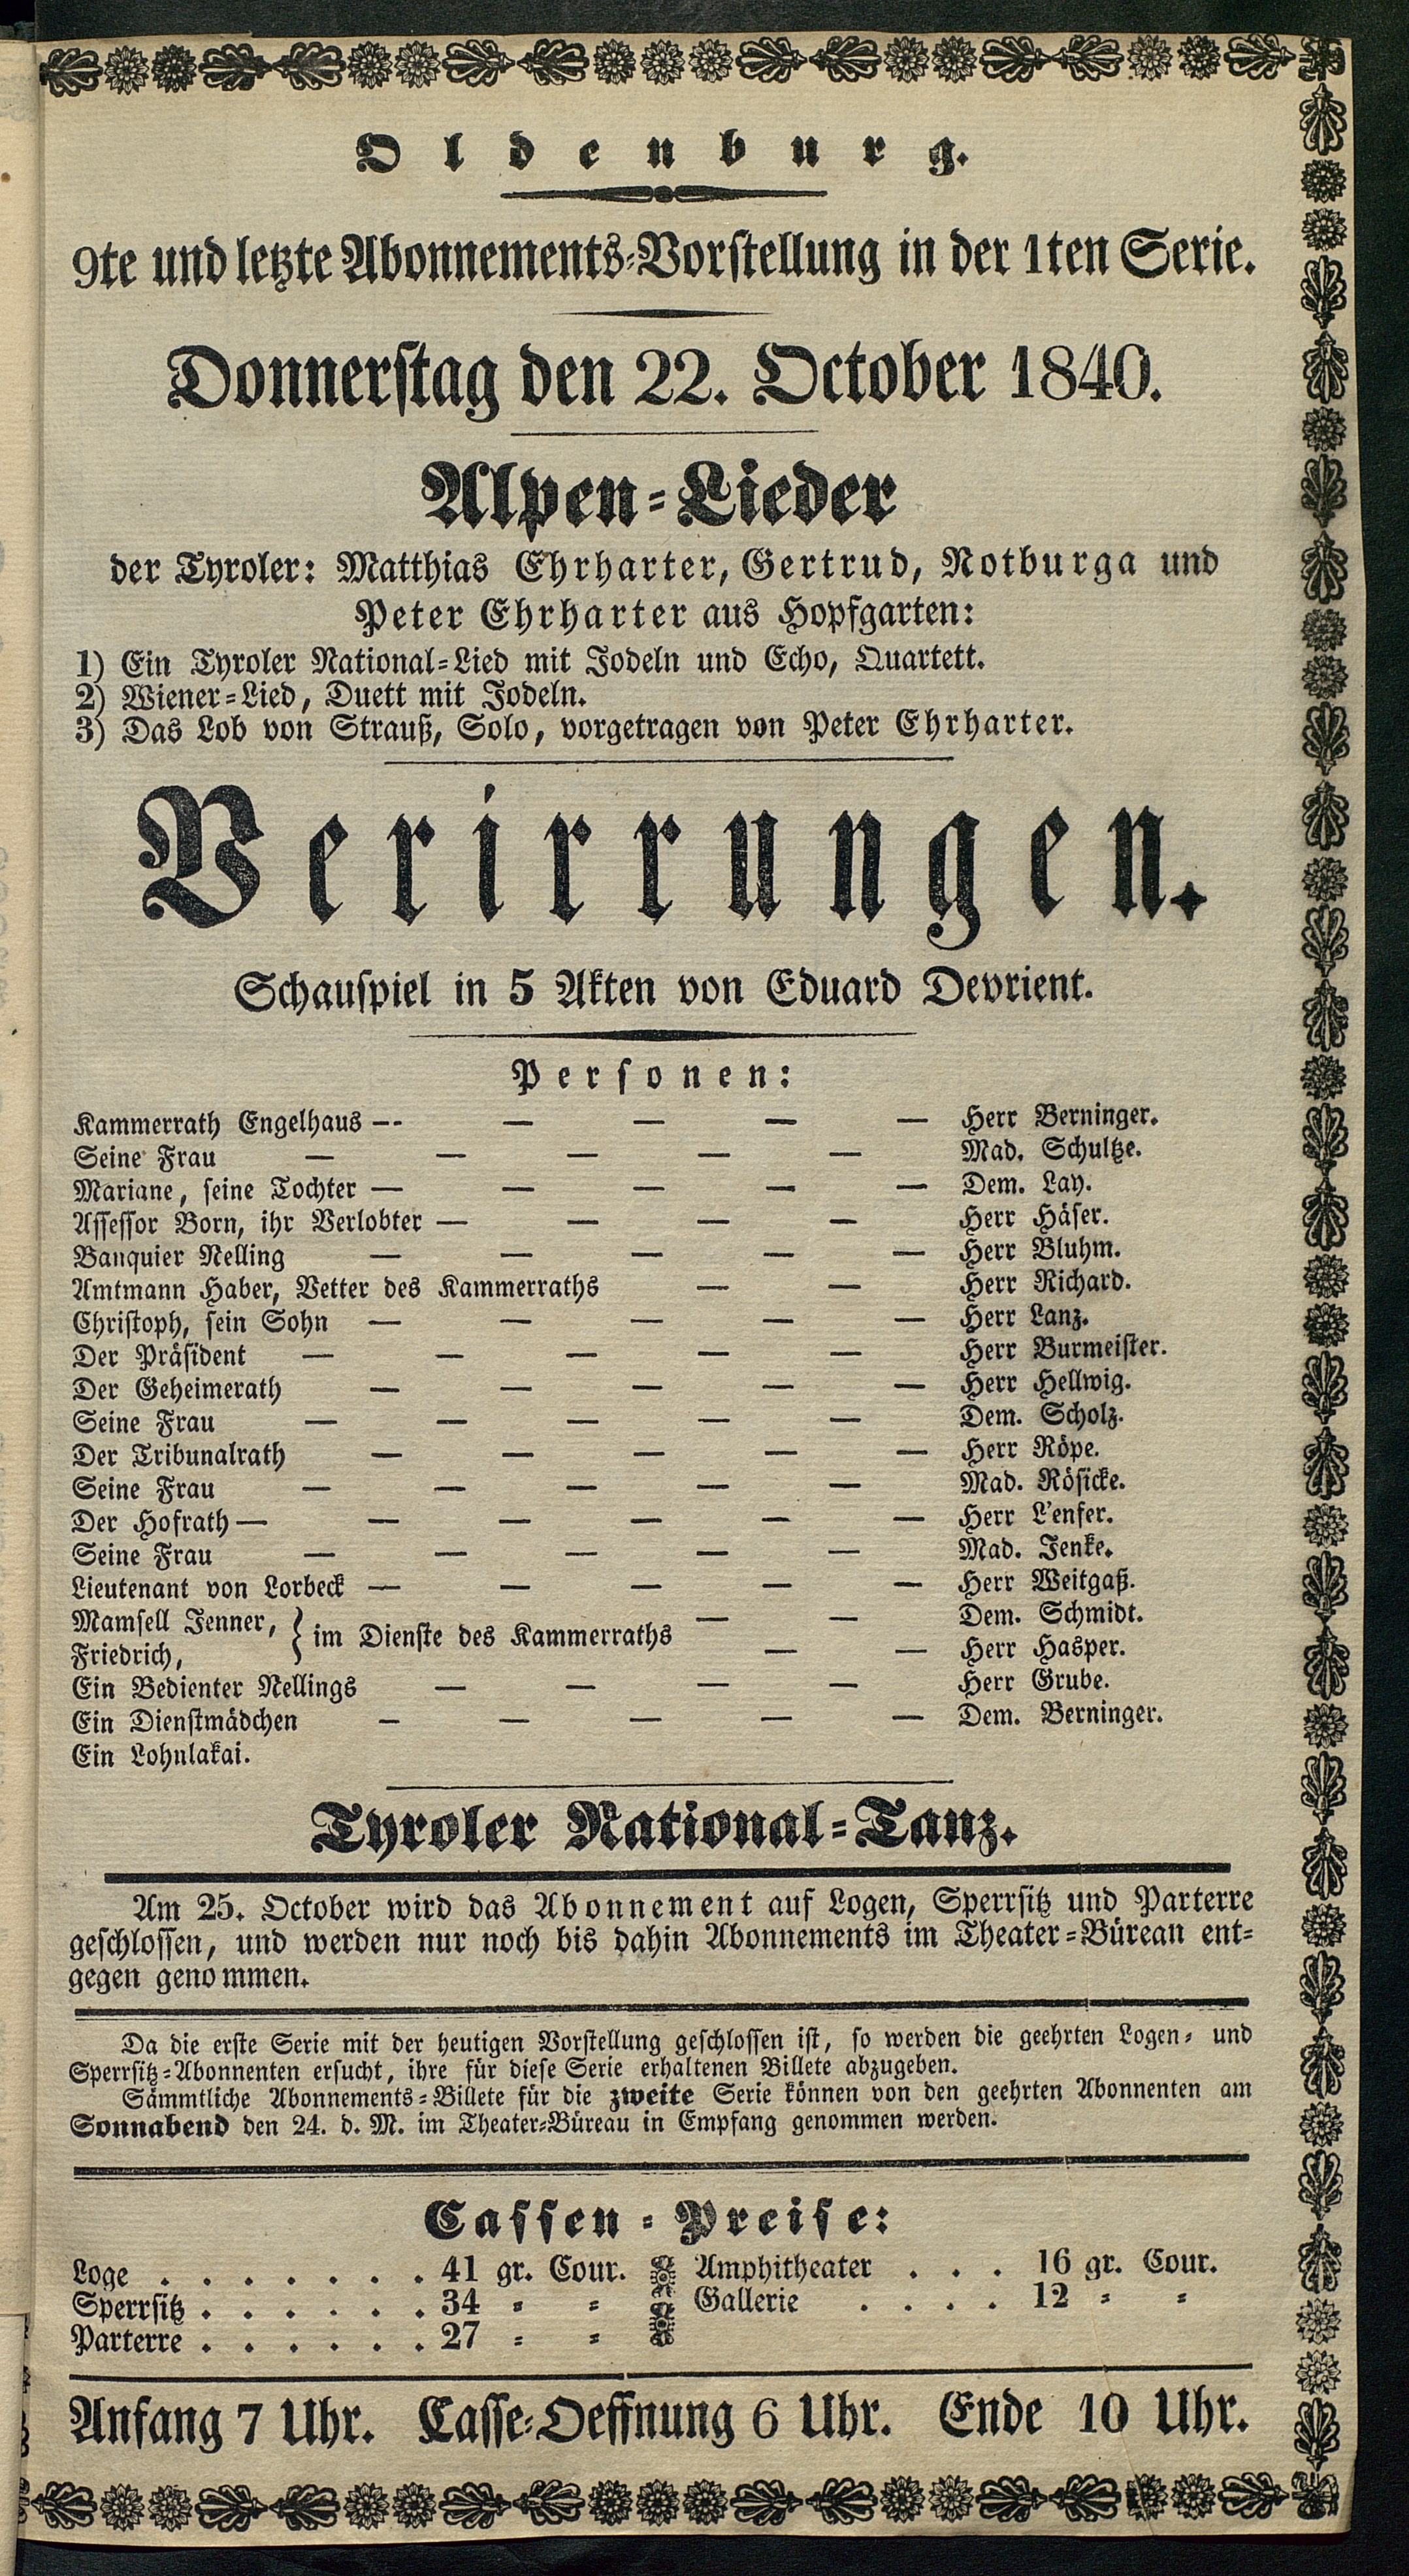 Oldenburg.
9te und letzte Abonnements-Vorstellung in der 1ten Serie.
Donnerstag den 22. October 1840.
Alpen-Lieder
der Tyroler: Matthias Ehrharter, Gertrud, Notburga und
Peter Ehrharter aus Hopfgarten:
1) Ein Tyroler National-Lied mit Jodeln und Echo, Quartett.
2) Wiener-Lied, Duett mit Jodeln.
3) Das Lob von Strauß, Solo, vorgetragen von Peter Ehrharter.
Verirrungen.
Schauspiel in 5 Akten von Eduard Devrient.
Personen:
Kammerrath Engelhaus — — — — — Herr Berninger.
Seine Frau — — — — — Mad. Schultze.
Mariane, seine Tochter — — — — — Dem. Lay.
Assessor Born, ihr Verlobter — — — — Herr Häser.
Banquier Nelling — — — — — Herr Bluhm.
Amtmann Haber, Vetter des Kammerraths — — Herr Richard.
Christoph, sein Sohn — — — — — Herr Lanz.
Der Präsident — — — — — Herr Burmeister.
Der Geheimerath — — — — — Herr Hellwig.
Seine Frau — — — — — Dem. Scholz.
Der Tribunalrath — — — — — Herr Röpe.
Seine Frau — — — — — Mad. Rösicke.
Der Hofrath — — — — — — Herr L'enfer.
Seine Frau — — — — — Mad. Jenke.
Lieutenant von Lorbeck — — — — — Herr Weitgaß.
Mamsell Jenner, } im Dienste des Kammerraths — — Dem. Schmidt.
Friedrich, — — Herr Hasper.
Ein Bedienter Nellings — — — — Herr Grube.
Ein Dienstmädchen — — — — — Dem. Berninger.
Ein Lohnlakai.
Tyroler National-Tanz.
Am 25. October wird das Abonnement auf Logen, Sperrsitz und Parterre
geschlossen, und werden nur noch bis dahin Abonnements im Theater-Büreau ent-
gegen genommen.
Da die erste Serie mit der heutigen Vorstellung geschlossen ist, so werden die geehrten Logen- und
Sperrsitz-Abonnenten ersucht, ihre für diese Serie erhaltenen Billete abzugeben.
Sämmtliche Abonnements-Billete für die zweite Serie können von den geehrten Abonnenten am
Sonnabend den 24. d. M. im Theater-Büreau in Empfang genommen werden.
Cassen-Preise:
Loge . . . . . . . 41 gr. Cour. Amphitheater . . . 16 gr. Cour.
Sperrsitz . . . . . . 34 = = Gallerie . . . . 12 = =
Parterre . . . . . . 27 = =
Anfang 7 Uhr. Casse-Oeffnung 6 Uhr. Ende 10 Uhr.